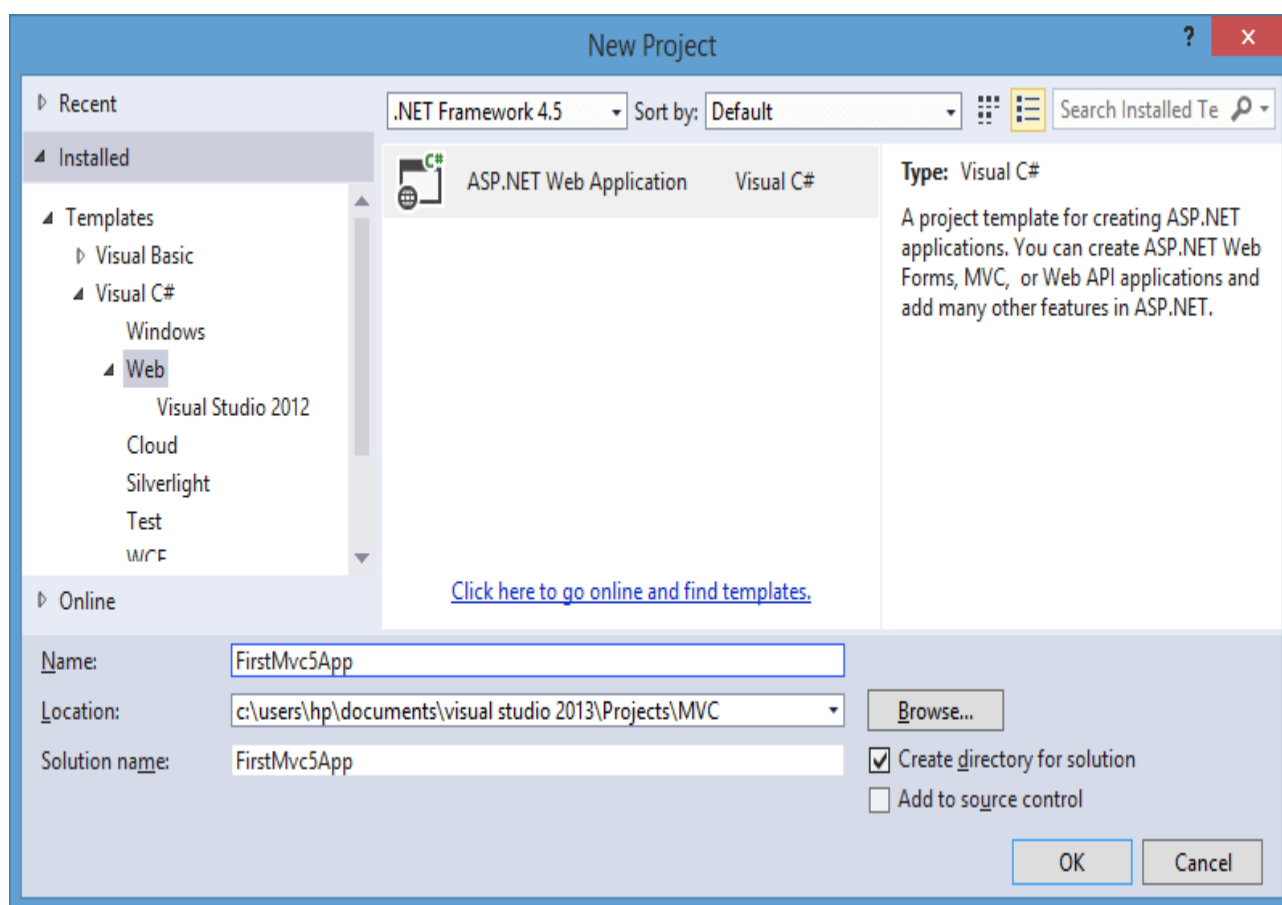 New Project
?
Recent
Installed
Templates
Visual Basic
Visual C#
Windows
Web
Visual Studio 2012
Cloud
Silverlight
Test
WCF
Online
.NET Framework 4.5
Sort by:
Default
Search Installed Te
C#
ASP.NET Web Application
Visual C#
Click here to go online and find templates.
Type: Visual C#
A project template for creating ASP.NET
applications. You can create ASP.NET Web
Forms, MVC, or Web API applications and
add many other features in ASP.NET.
Name:
FirstMvc5App
Location:
c:\users\hp\documents\visual studio 2013\Projects\MVC
Browse...
Solution name:
FirstMvc5App
Create directory for solution
Add to source control
OK
Cancel